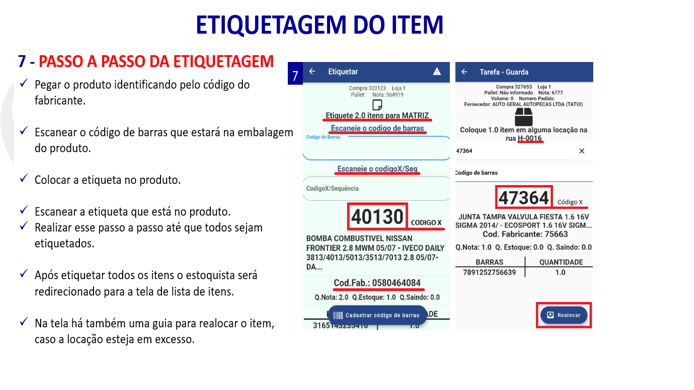 ETIQUETAGEM DO ITEM
7 - PASSO A PASSO DA ETIQUETAGEM
✓ Pegar o produto identificando pelo código do
fabricante.
✓ Escanear o código de barras que estará na embalagem
do produto.
✓ Colocar a etiqueta no produto.
✓ Escanear a etiqueta que está no produto.
✓ Realizar esse passo a passo até que todos sejam
etiquetados.
✓ Após etiquetar todos os itens o estoquista será
redirecionado para a tela de lista de itens.
✓ Na tela há também uma guia para realocar o item,
caso a locação esteja em excesso.
7
Etiquetar
Compra 323123 Loja 1
Pallet Nota: 364919
Etiquete 2.0 itens para MATRIZ
Escaneie o codigo de barras
Codigo de Barras
Escaneie o codigoX/Seq
CodigoX/Sequência
40130 CODIGO X
BOMBA COMBUSTIVEL NISSAN
FRONTIER 2.8 MWM 05/07 - IVECO DAILY
3813/4013/5013/3513/7013 2.8 05/07-
DA...
Cod.Fab.: 0580464084
Q.Nota: 2.0 Q.Estoque: 1.0 Q.Saindo: 0.0
Cadastrar código de barras
3165143235416 1.0
Tarefa - Guarda
Compra 327653 Loja 1
Pallet: Não informado Nota: 6777
Volume: 0 Numero Pedido:
Fornecedor: AUTO GERAL AUTOPECAS LTDA (TATUI)
Coloque 1.0 item em alguma locação na
rua H-0016
47364 ×
Codigo de barras
47364 Código X
JUNTA TAMPA VALVULA FIESTA 1.6 16V
SIGMA 2014/ - ECOSPORT 1.6 16V SIGM...
Cod. Fabricante: 75663
Q.Nota: 1.0 Q. Estoque: 0.0 Q. Saindo: 0.0
BARRAS QUANTIDADE
7891252756639 1.0
Realocar